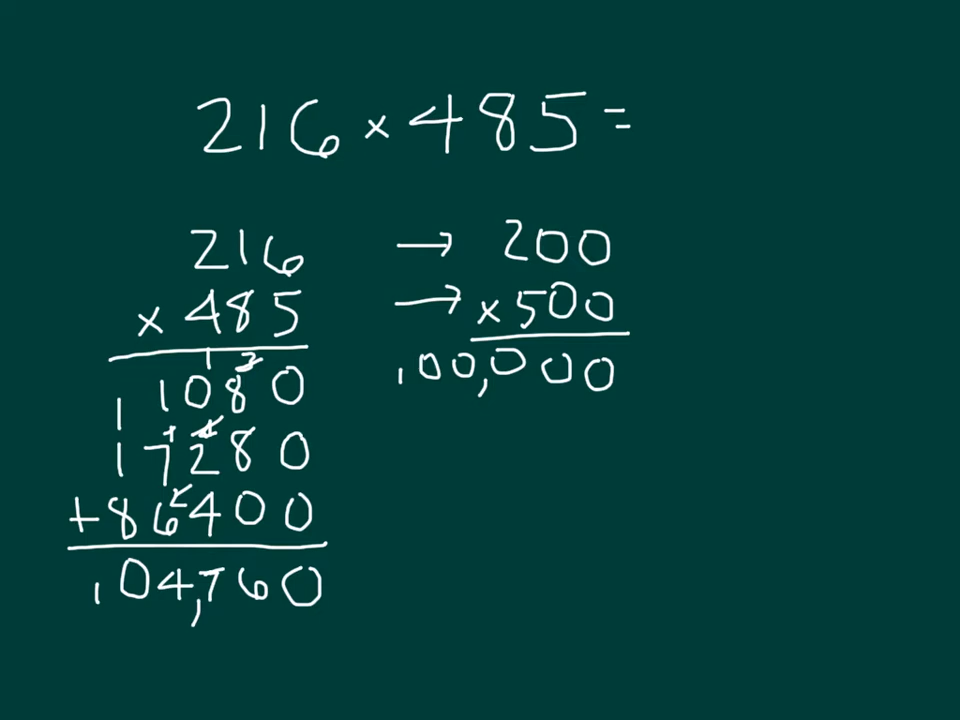 216 × 485 =
216 → 200
× 485 → × 500
1080 100,000
17280
+ 86400
104,760